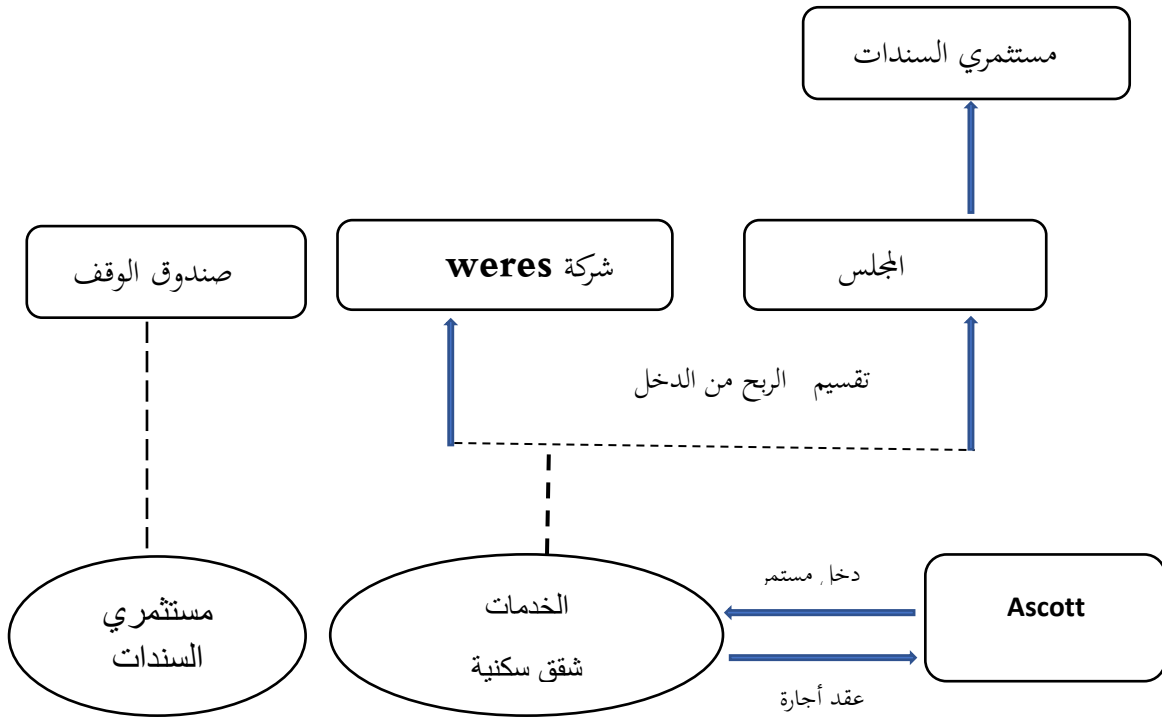 مستثمري السندات
المجلس
شركة weres
صندوق الوقف
تقسيم الربح من الدخل
دخل مستمر
Ascott
عقد أجارة
الخدمات
شقق سكنية
مستثمري
السندات